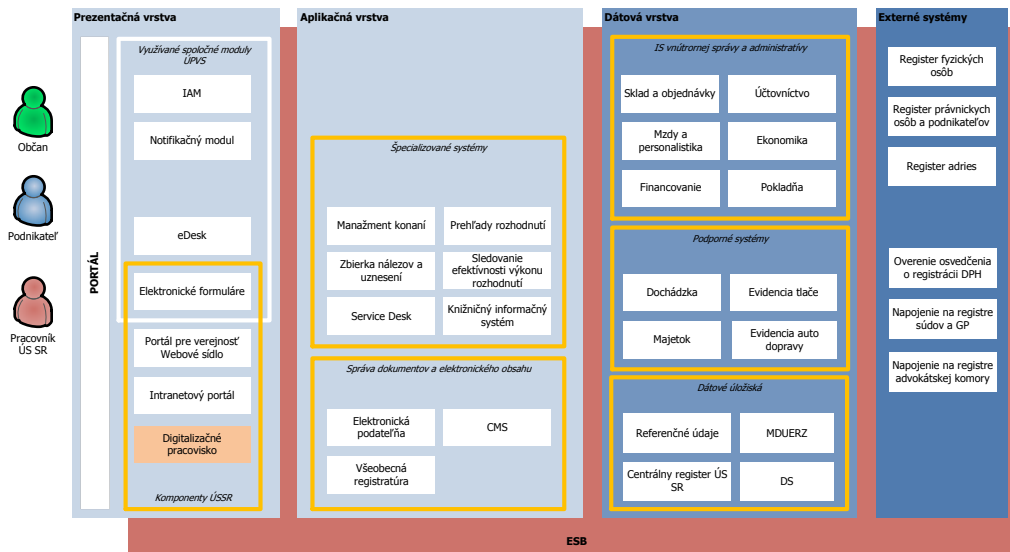 Prezentačná vrstva
Aplikačná vrstva
Dátová vrstva
Externé systémy
Občan
Podnikateľ
Pracovník
ÚS SR
PORTÁL
Využívané spoločné moduly
ÚPVS
IAM
Notifikačný modul
eDesk
Elektronické formuláre
Portál pre verejnosť
Webové sídlo
Intranetový portál
Digitalizačné
pracovisko
Komponenty ÚSSR
Špecializované systémy
Manažment konaní
Prehľady rozhodnutí
Zbierka nálezov a
uznesení
Sledovanie
efektívnosti výkonu
rozhodnutí
Service Desk
Knižničný informačný
systém
Správa dokumentov a elektronického obsahu
Elektronická
podateľňa
CMS
Všeobecná
registratúra
IS vnútrornej správy a administratívy
Sklad a objednávky
Účtovníctvo
Mzdy a
personalistika
Ekonomika
Financovanie
Pokladňa
Podporné systémy
Dochádzka
Evidencia tlače
Majetok
Evidencia auto
dopravy
Dátové úložiská
Referenčné údaje
MDUERZ
Centrálny register ÚS
SR
DS
Register fyzických
osôb
Register právnických
osôb a podnikateľov
Register adries
Overenie osvedčenia
o registrácii DPH
Napojenie na registre
súdov a GP
Napojenie na registre
advokátskej komory
ESB